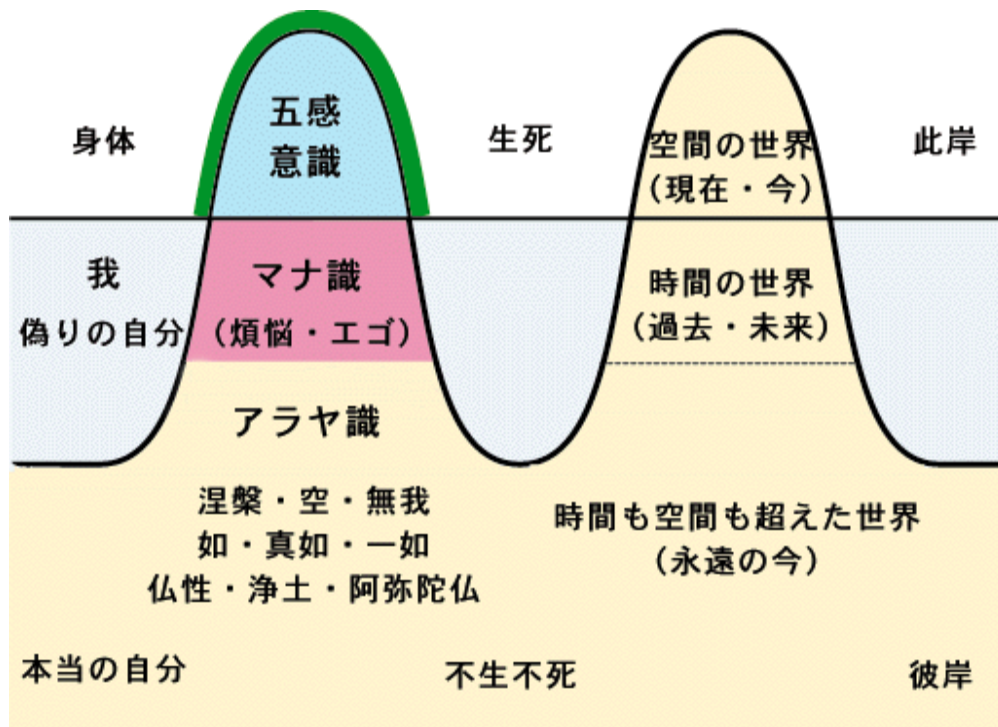 五感
意識
身体
生死
空間の世界
（現在・今）
此岸
我
偽りの自分
マナ識
（煩悩・エゴ）
時間の世界
（過去・未来）
アラヤ識
涅槃・空・無我
如・真如・一如
仏性・浄土・阿弥陀仏
時間も空間も超えた世界
（永遠の今）
本当の自分
不生不死
彼岸